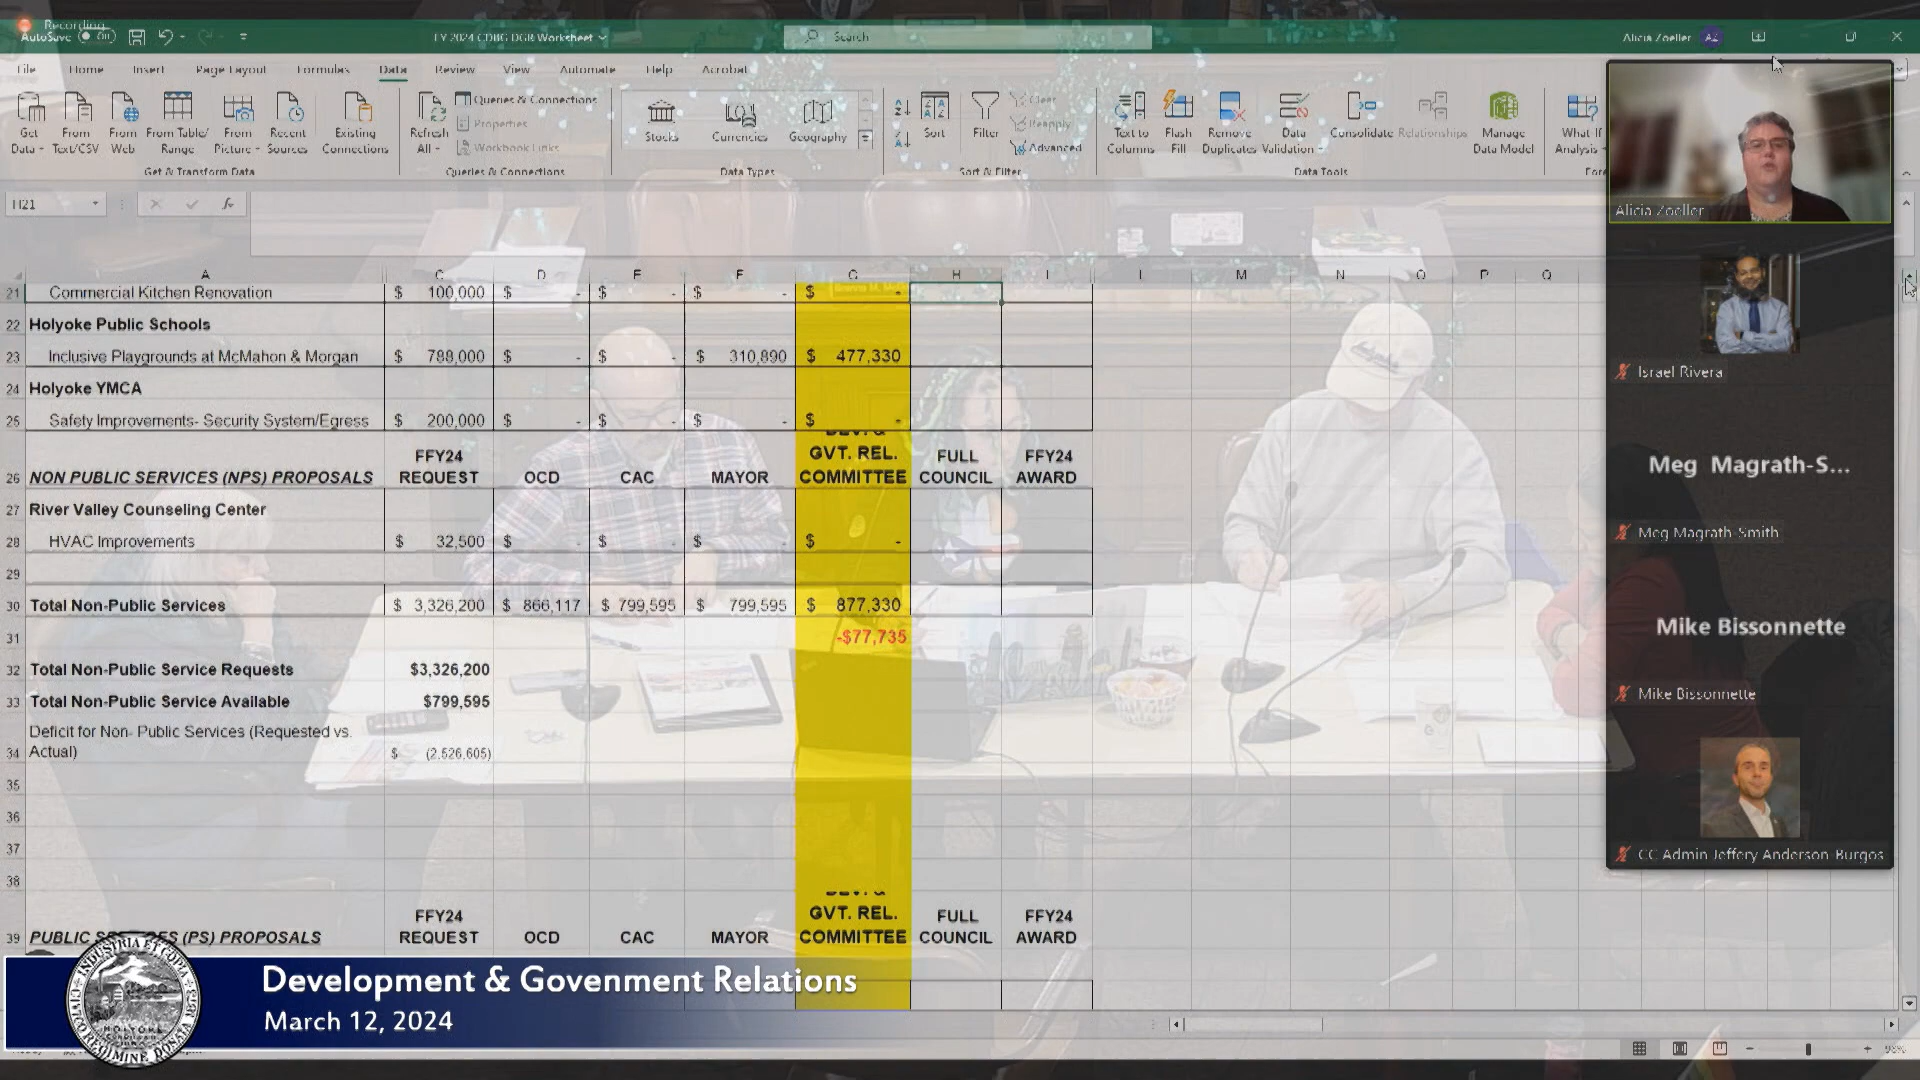 Recording
AutoSave Off
FY 2024 CDBG DGR Worksheet
Search
Alicia Zoeller AZ
File Home Insert Page Layout Formulas Data Review View Automate Help Acrobat
Get Data
From Text/CSV
From Web
From Table/ Range
From Picture
Recent Sources
Existing Connections
Get & Transform Data
Refresh All
Queries & Connections
Properties
Workbook Links
Queries & Connections
Stocks Currencies Geography
Data Types
Sort
Filter
Clear
Reapply
Advanced
Sort & Filter
Text to Columns
Flash Fill
Remove Duplicates
Data Validation
Consolidate
Relationships
Manage Data Model
Data Tools
What-If Analysis
H21
fx
A C D E F G H I L M N O P Q
21 Commercial Kitchen Renovation $ 100,000 $ - $ - $ - $ -
22 Holyoke Public Schools
23 Inclusive Playgrounds at McMahon & Morgan $ 788,000 $ - $ - $ 310,890 $ 477,330
24 Holyoke YMCA
25 Safety Improvements- Security System/Egress $ 200,000 $ - $ - $ - $ -
26 NON PUBLIC SERVICES (NPS) PROPOSALS FFY24 REQUEST OCD CAC MAYOR GVT. REL. COMMITTEE FULL COUNCIL FFY24 AWARD
27 River Valley Counseling Center
28 HVAC Improvements $ 32,500 $ - $ - $ - $ -
29
30 Total Non-Public Services $ 3,326,200 $ 866,117 $ 799,595 $ 799,595 $ 877,330
31 -$77,735
32 Total Non-Public Service Requests $3,326,200
33 Total Non-Public Service Available $799,595
34 Deficit for Non- Public Services (Requested vs. Actual) $ (2,526,605)
35
36
37
38
39 PUBLIC SERVICES (PS) PROPOSALS FFY24 REQUEST OCD CAC MAYOR GVT. REL. COMMITTEE FULL COUNCIL FFY24 AWARD
Alicia Zoeller
Israel Rivera
Meg Magrath-S...
Meg Magrath-Smith
Mike Bissonnette
Mike Bissonnette
CC Admin Jeffery Anderson-Burgos
Development & Govenment Relations
March 12, 2024